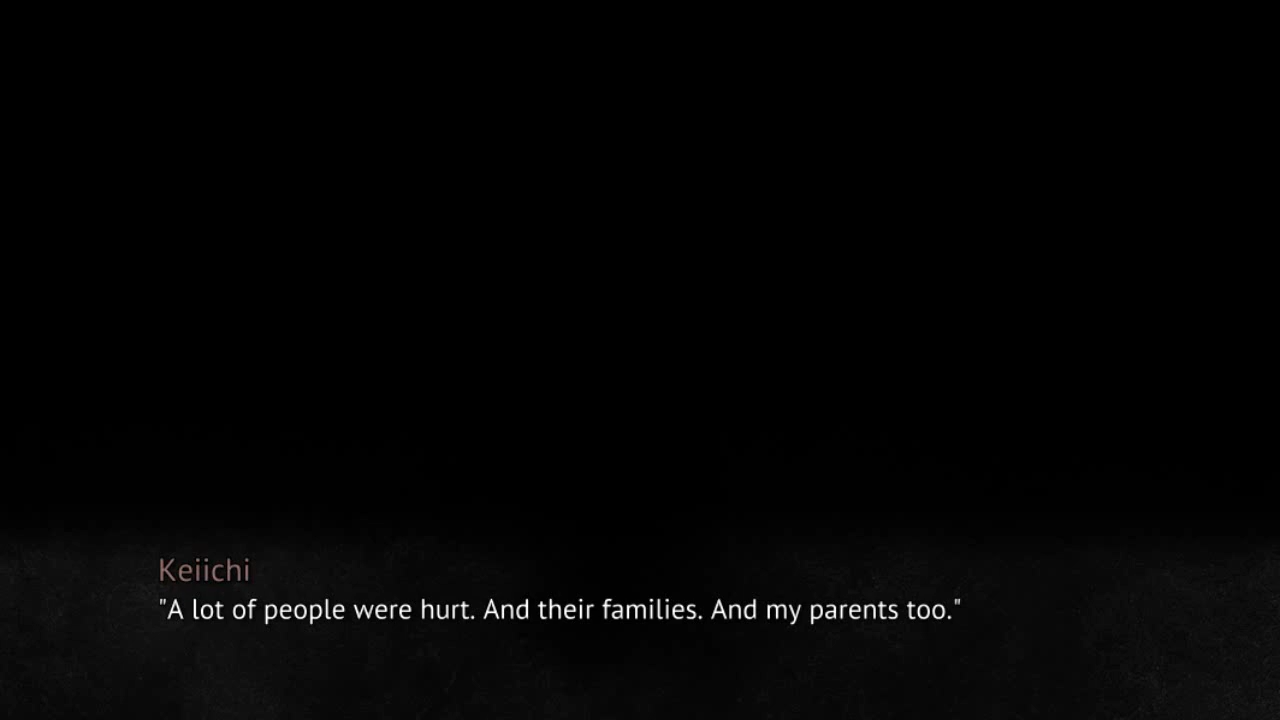 Keiichi
"A lot of people were hurt. And their families. And my parents too."